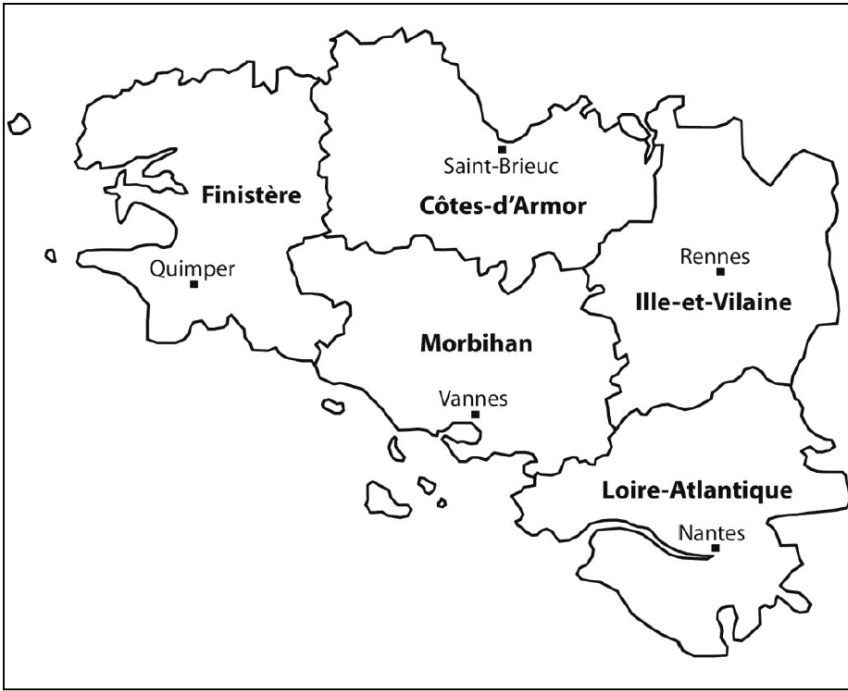 Saint-Brieuc
Finistère
Côtes-d'Armor
Quimper
Rennes
Ille-et-Vilaine
Morbihan
Vannes
Loire-Atlantique
Nantes